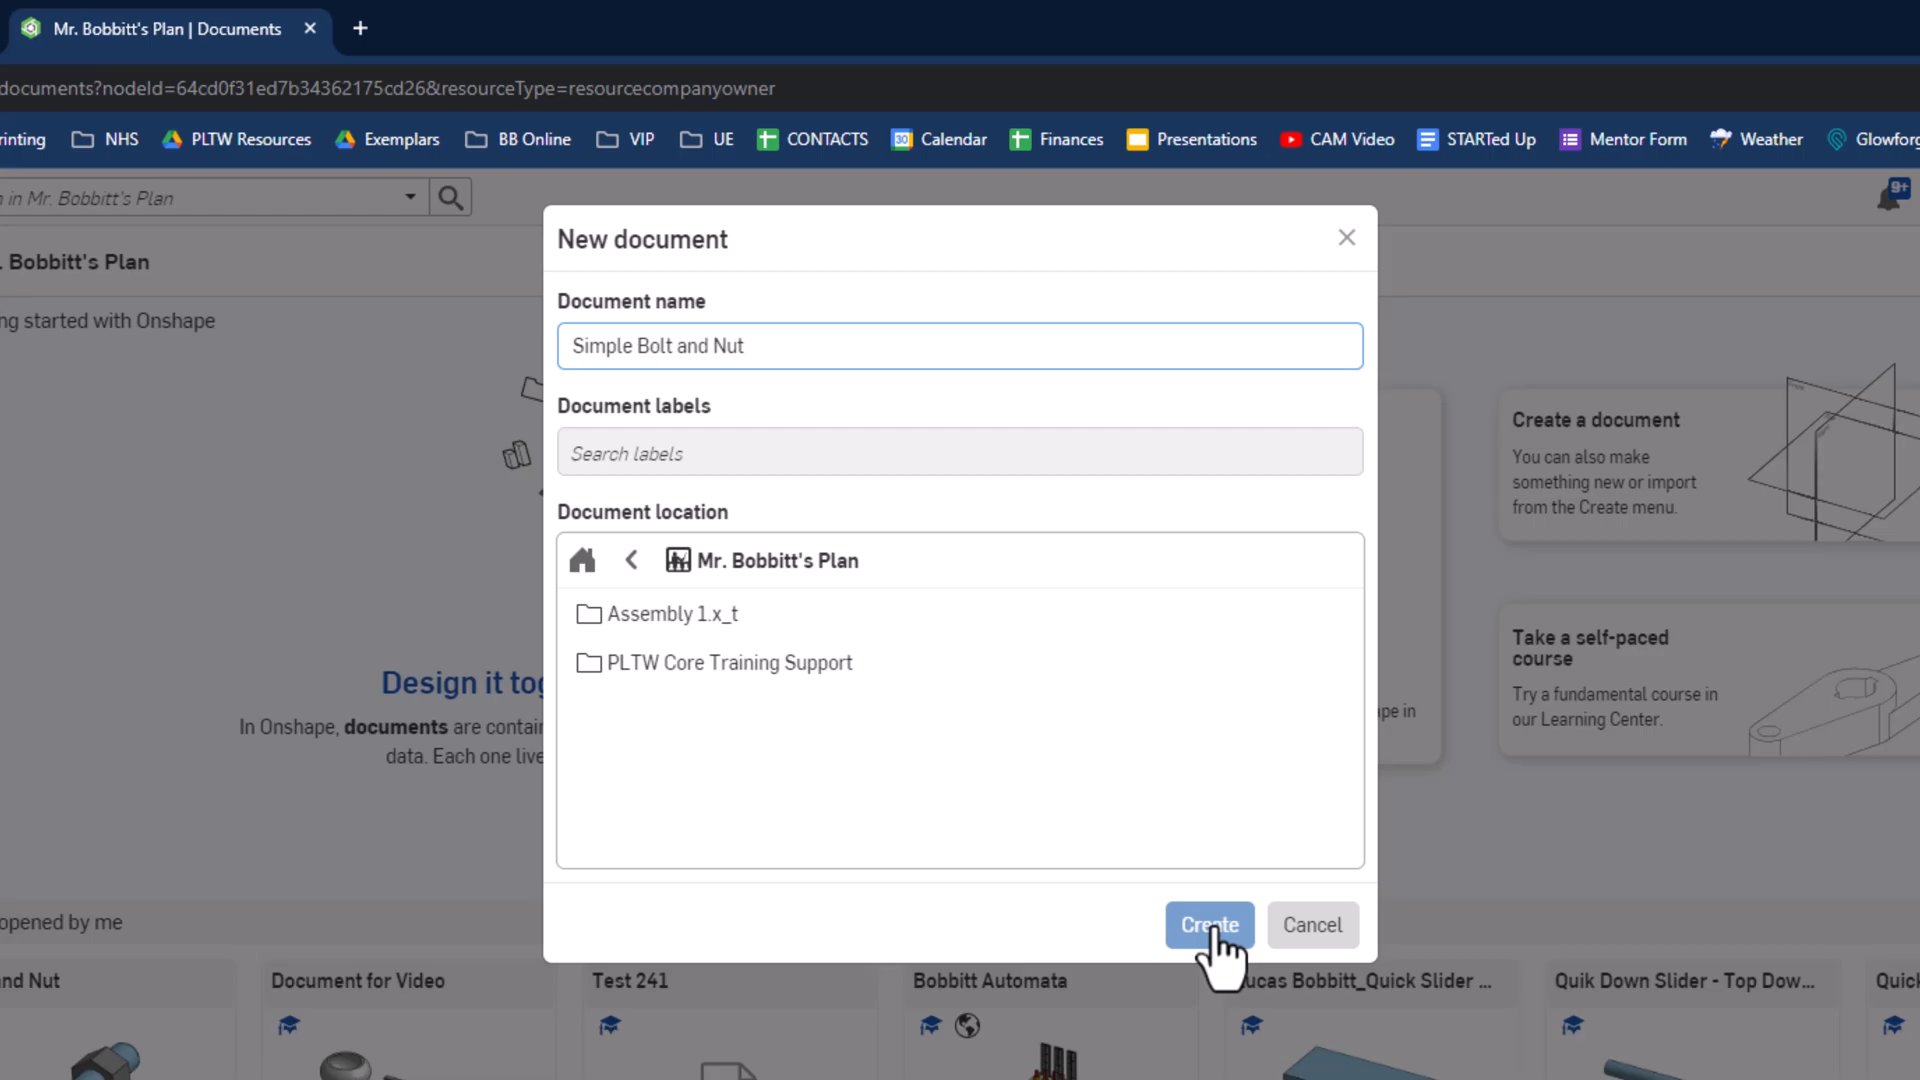 Mr. Bobbitt's Plan | Documents
documents?nodeId=64cd0f31ed7b34362175cd26&resourceType=resourcecompanyowner
rinting NHS PLTW Resources Exemplars BB Online VIP UE CONTACTS 30 Calendar Finances Presentations CAM Video STARTed Up Mentor Form Weather Glowforg
n in Mr. Bobbitt's Plan
9+
New document
. Bobbitt's Plan
Document name
ng started with Onshape
Simple Bolt and Nut
Document labels
Search labels
Create a document
You can also make
something new or import
from the Create menu.
Document location
Mr. Bobbitt's Plan
Assembly 1.x_t
PLTW Core Training Support
Take a self-paced
course
Try a fundamental course in
our Learning Center.
Design it tog
pe in
In Onshape, documents are contain
data. Each one live
opened by me
Create Cancel
nd Nut Document for Video Test 241 Bobbitt Automata ucas Bobbitt_Quick Slider ... Quik Down Slider - Top Dow... Quick